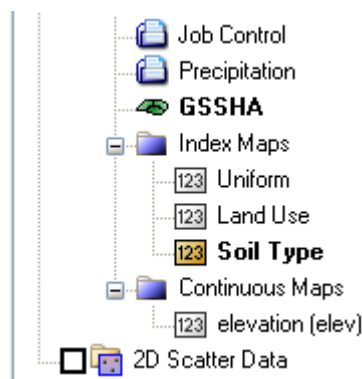 Job Control
Precipitation
GSSHA
Index Maps
123 Uniform
123 Land Use
123 Soil Type
Continuous Maps
123 elevation (elev)
2D Scatter Data